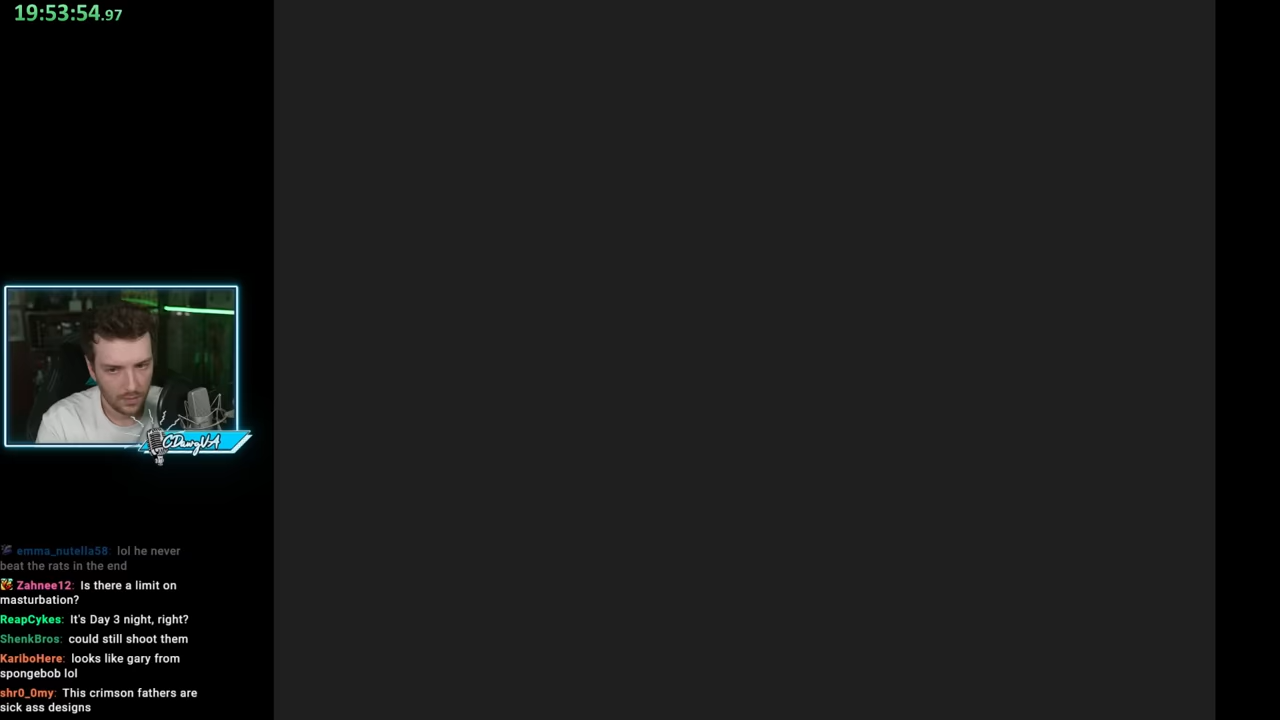 19:53:54.97
CDawgVA
emma_nutella58: lol he never
beat the rats in the end
Zahnee12: Is there a limit on
masturbation?
ReapCykes: It's Day 3 night, right?
ShenkBros: could still shoot them
KariboHere: looks like gary from
spongebob lol
shr0_0my: This crimson fathers are
sick ass designs